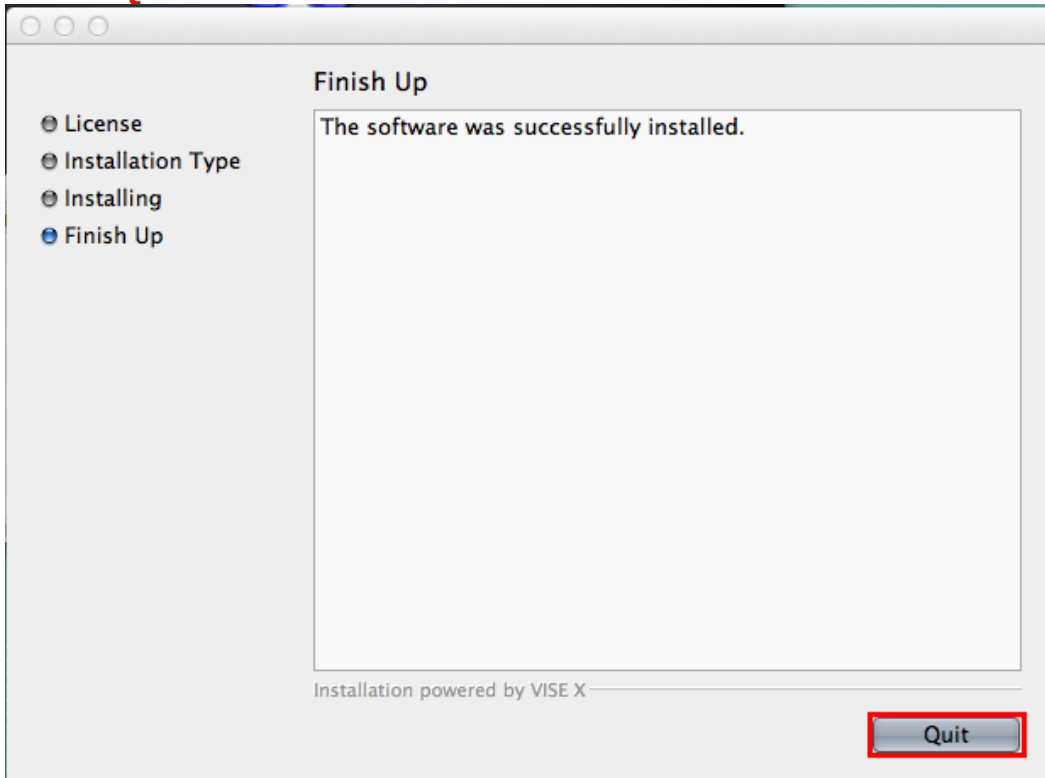 Finish Up
License
Installation Type
Installing
Finish Up
The software was successfully installed.
Installation powered by VISE X
Quit